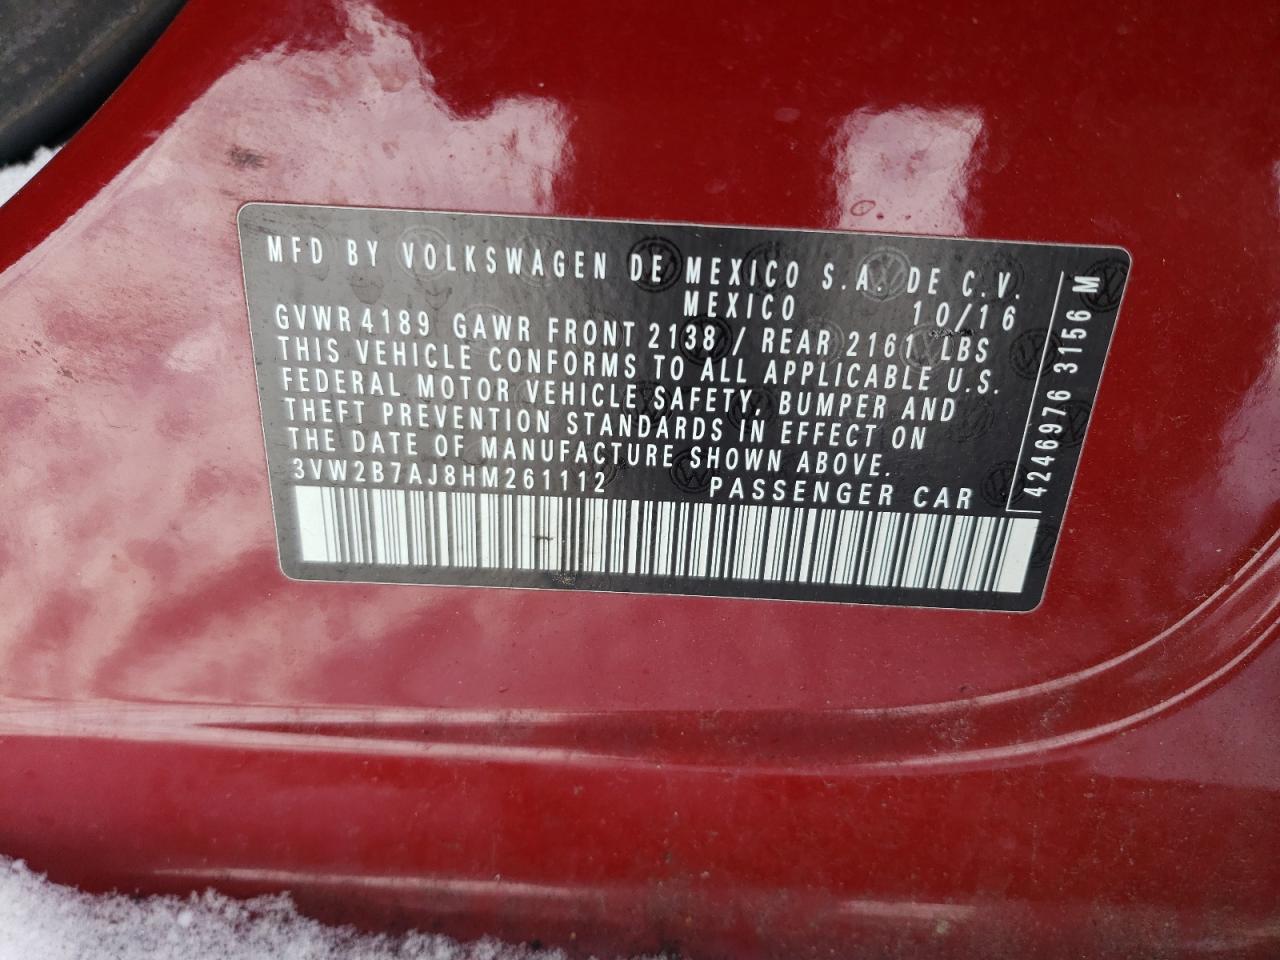 MFD BY VOLKSWAGEN DE MEXICO S.A. DE C.V.
MEXICO 10/16
GVWR 4189 GAWR FRONT 2138 / REAR 2161 LBS
THIS VEHICLE CONFORMS TO ALL APPLICABLE U.S.
FEDERAL MOTOR VEHICLE SAFETY, BUMPER AND
THEFT PREVENTION STANDARDS IN EFFECT ON
THE DATE OF MANUFACTURE SHOWN ABOVE.
3VW2B7AJ8HM261112 PASSENGER CAR
4246976 3156 M